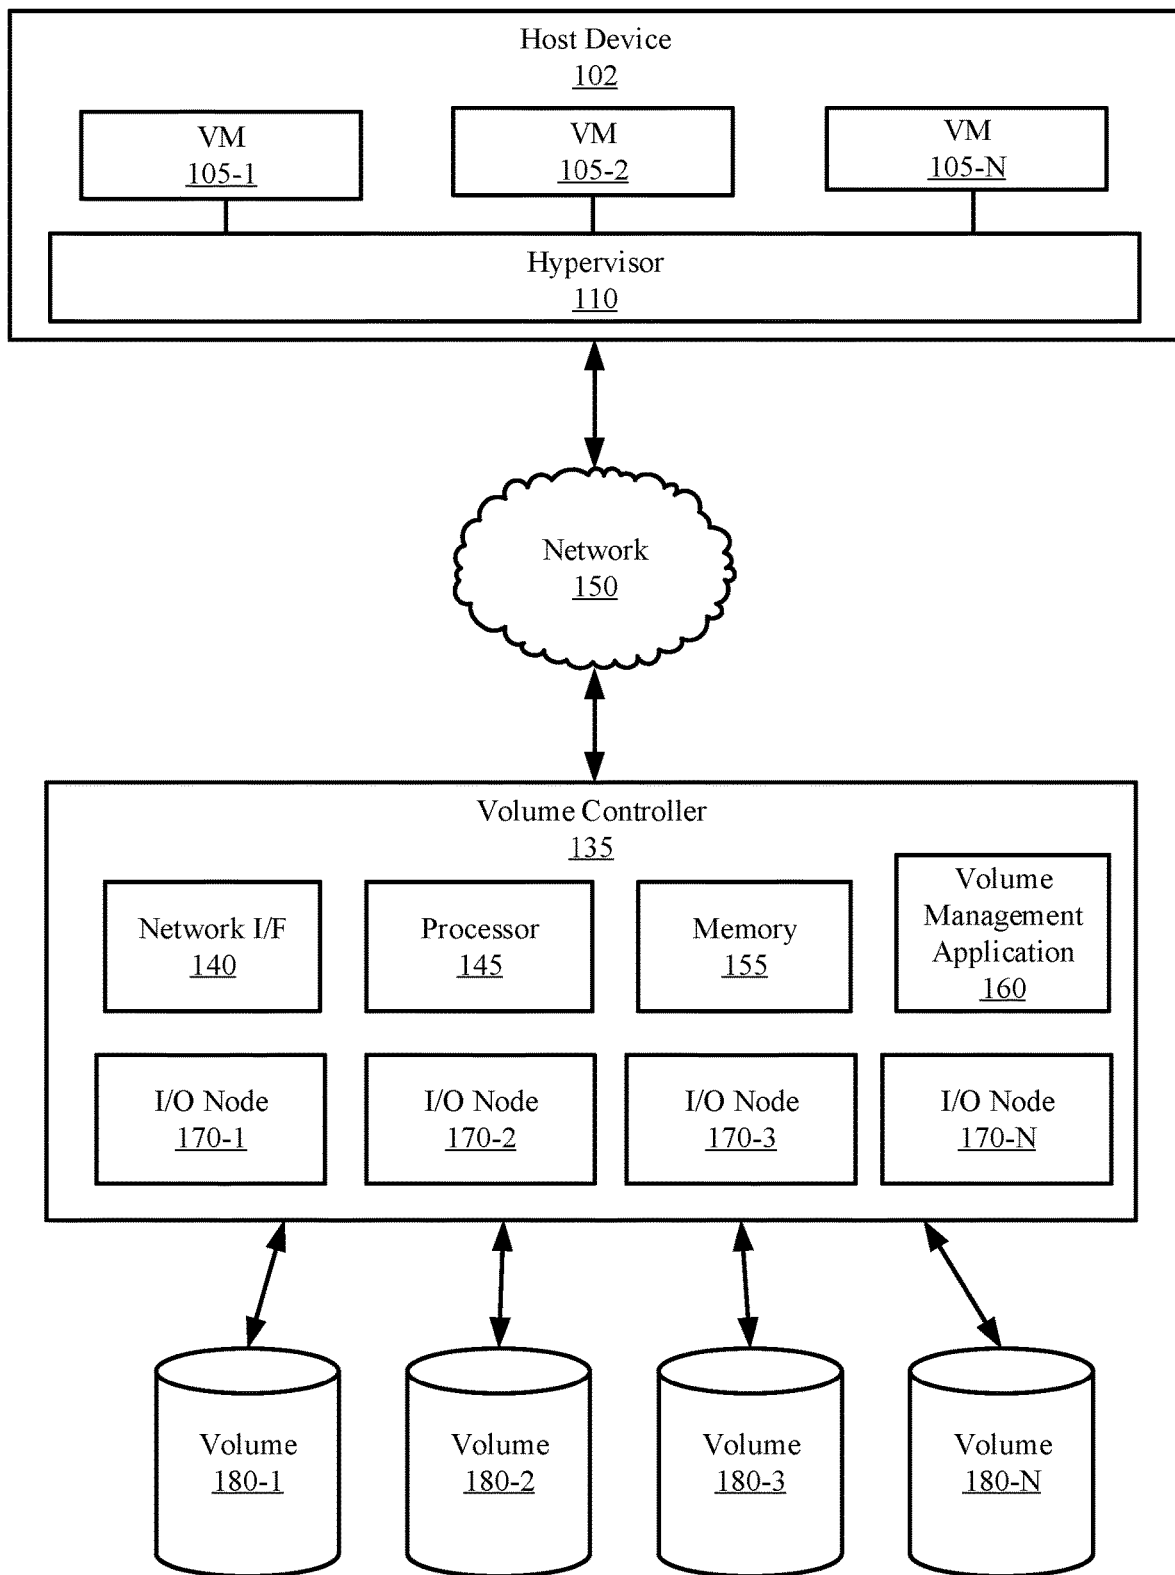 Host Device
102
VM
105-1
VM
105-2
VM
105-N
Hypervisor
110
Network
150
Volume Controller
135
Network I/F
140
Processor
145
Memory
155
Volume
Management
Application
160
I/O Node
170-1
I/O Node
170-2
I/O Node
170-3
I/O Node
170-N
Volume
180-1
Volume
180-2
Volume
180-3
Volume
180-N